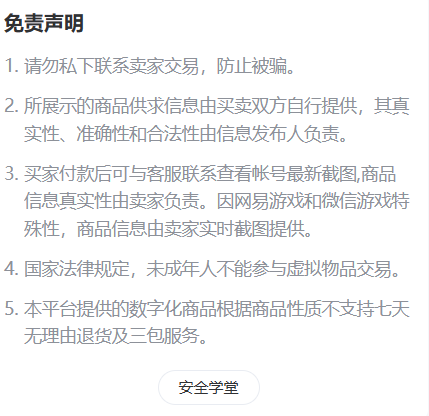 免责声明
1. 请勿私下联系卖家交易，防止被骗。
2. 所展示的商品供求信息由买卖双方自行提供，其真
实性、准确性和合法性由信息发布人负责。
3. 买家付款后可与客服联系查看帐号最新截图,商品
信息真实性由卖家负责。因网易游戏和微信游戏特
殊性，商品信息由卖家实时截图提供。
4. 国家法律规定，未成年人不能参与虚拟物品交易。
5. 本平台提供的数字化商品根据商品性质不支持七天
无理由退货及三包服务。
安全学堂